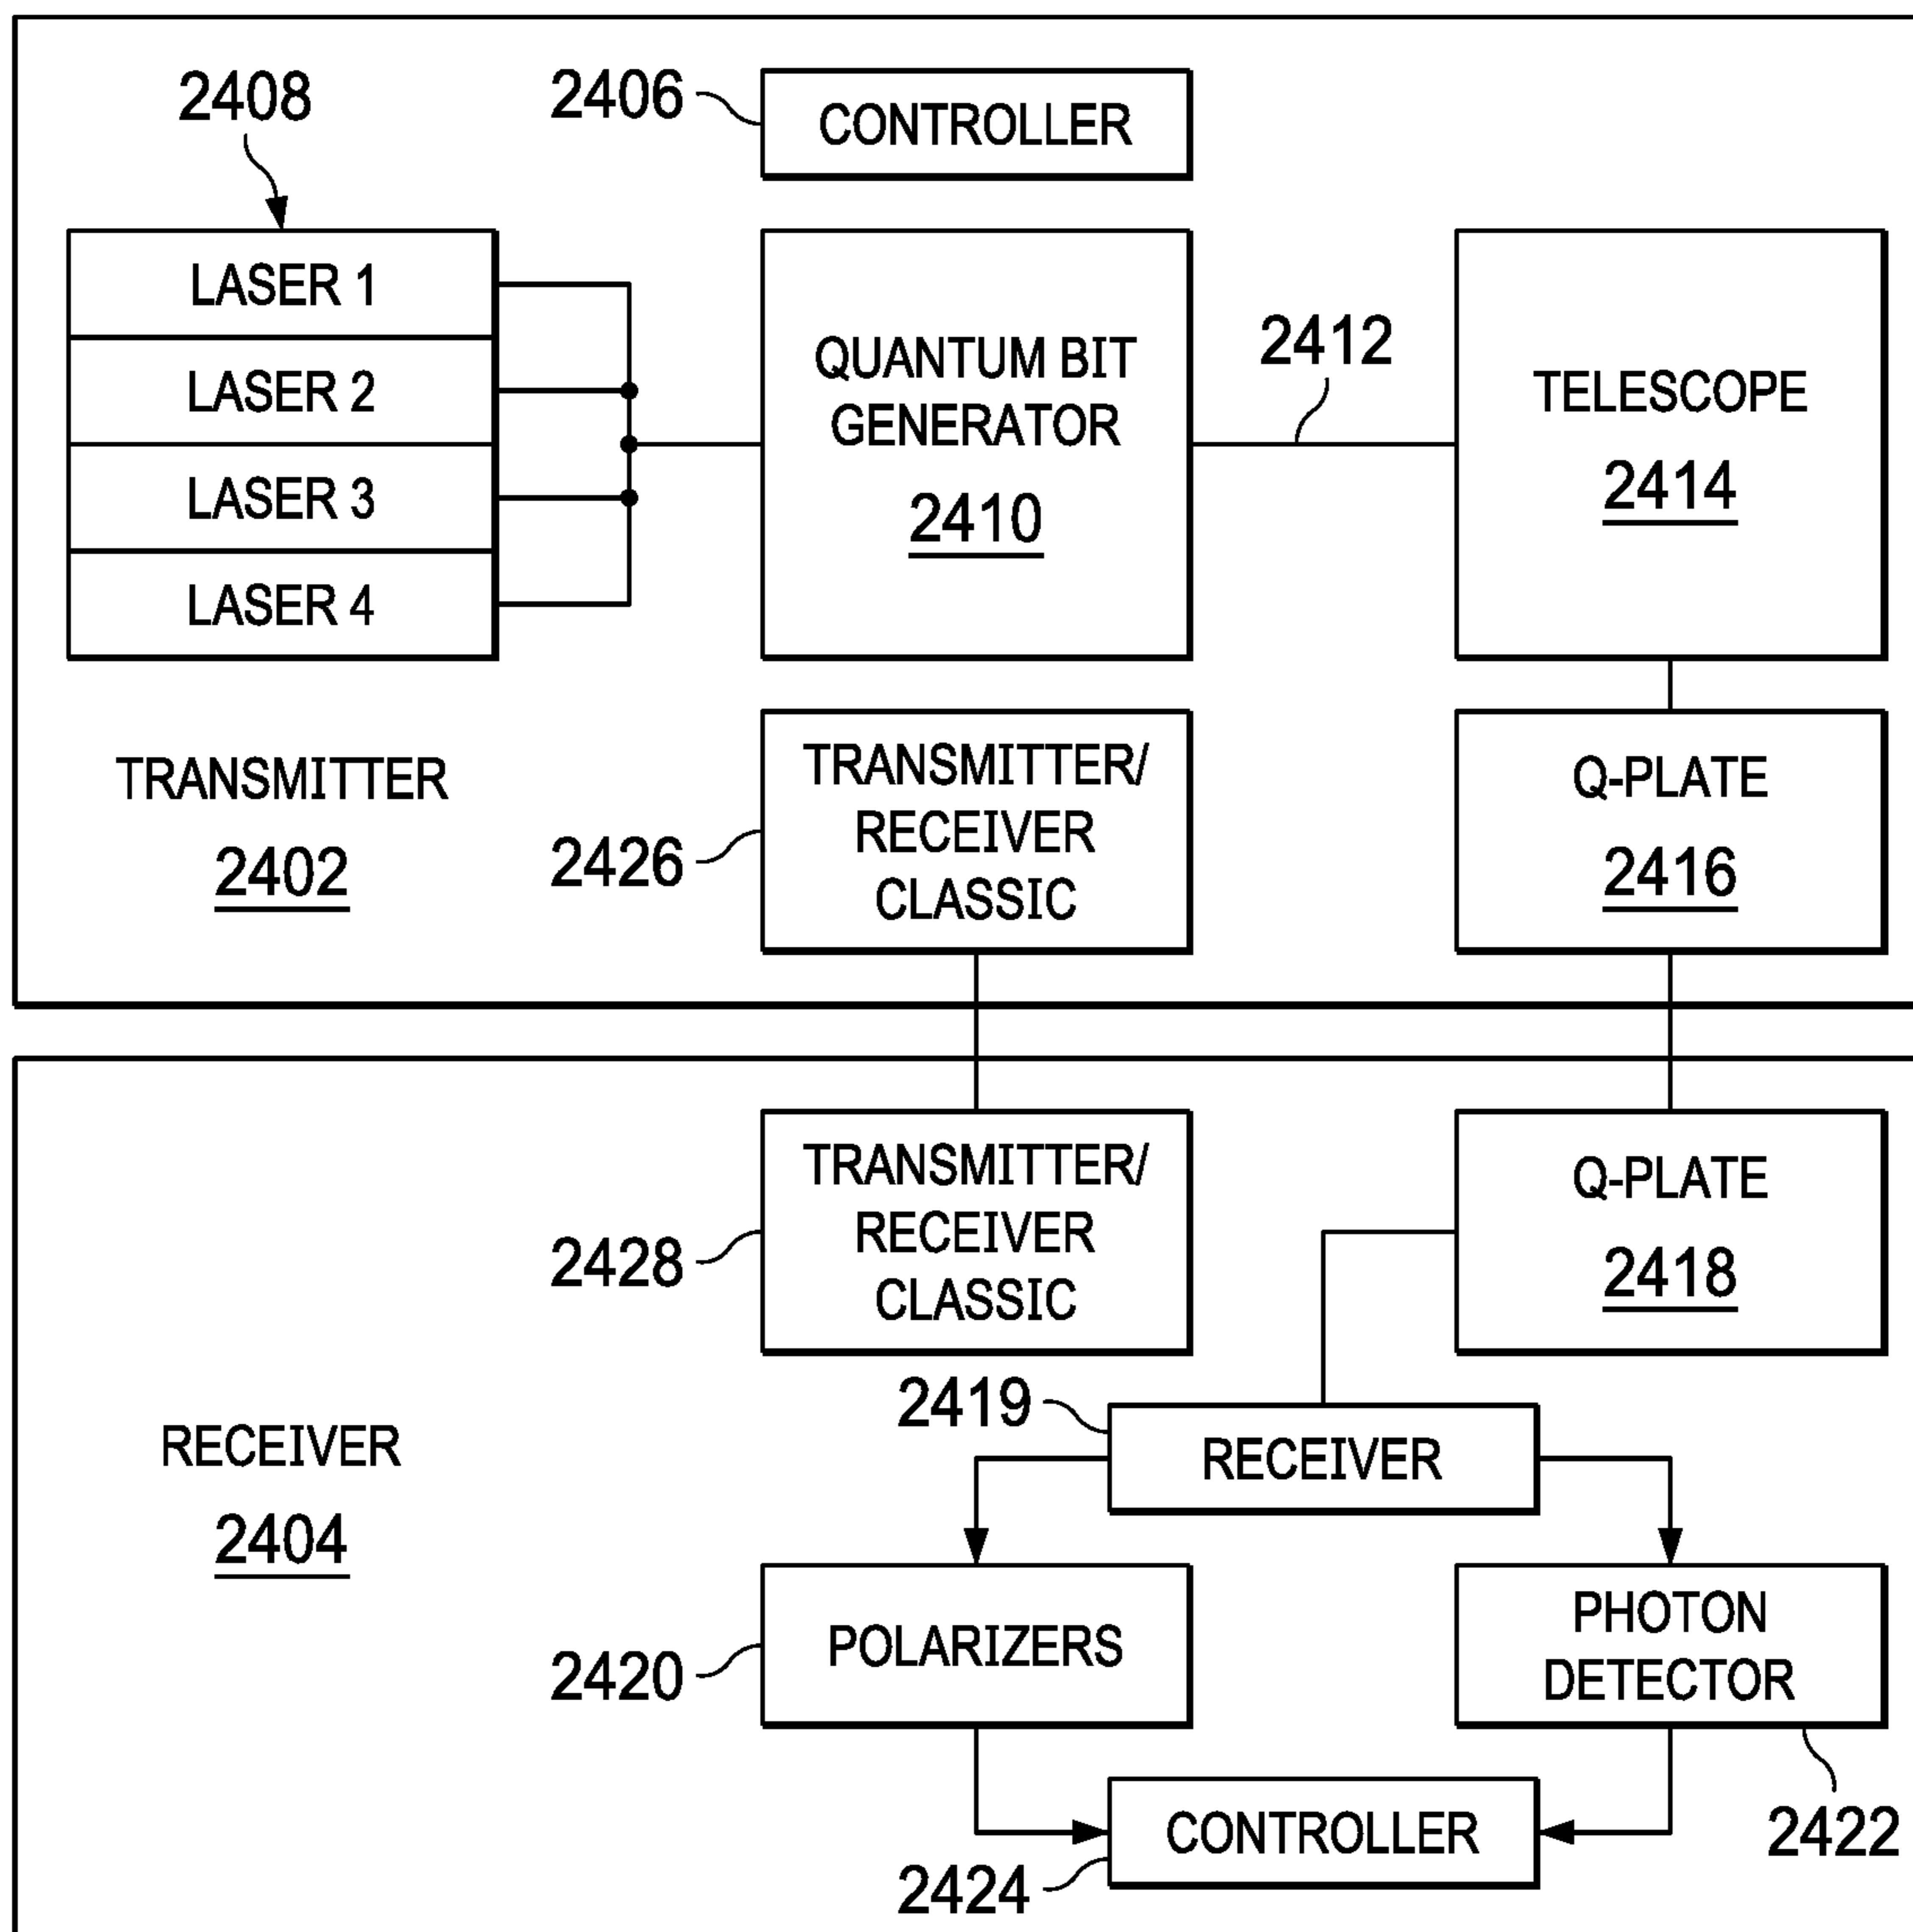 2408
2406
CONTROLLER
LASER 1
LASER 2
LASER 3
LASER 4
QUANTUM BIT
GENERATOR
2410
2412
TELESCOPE
2414
TRANSMITTER
2402
2426
TRANSMITTER/
RECEIVER
CLASSIC
Q-PLATE
2416
2428
TRANSMITTER/
RECEIVER
CLASSIC
Q-PLATE
2418
RECEIVER
2404
2419
RECEIVER
2420
POLARIZERS
PHOTON
DETECTOR
2422
CONTROLLER
2424